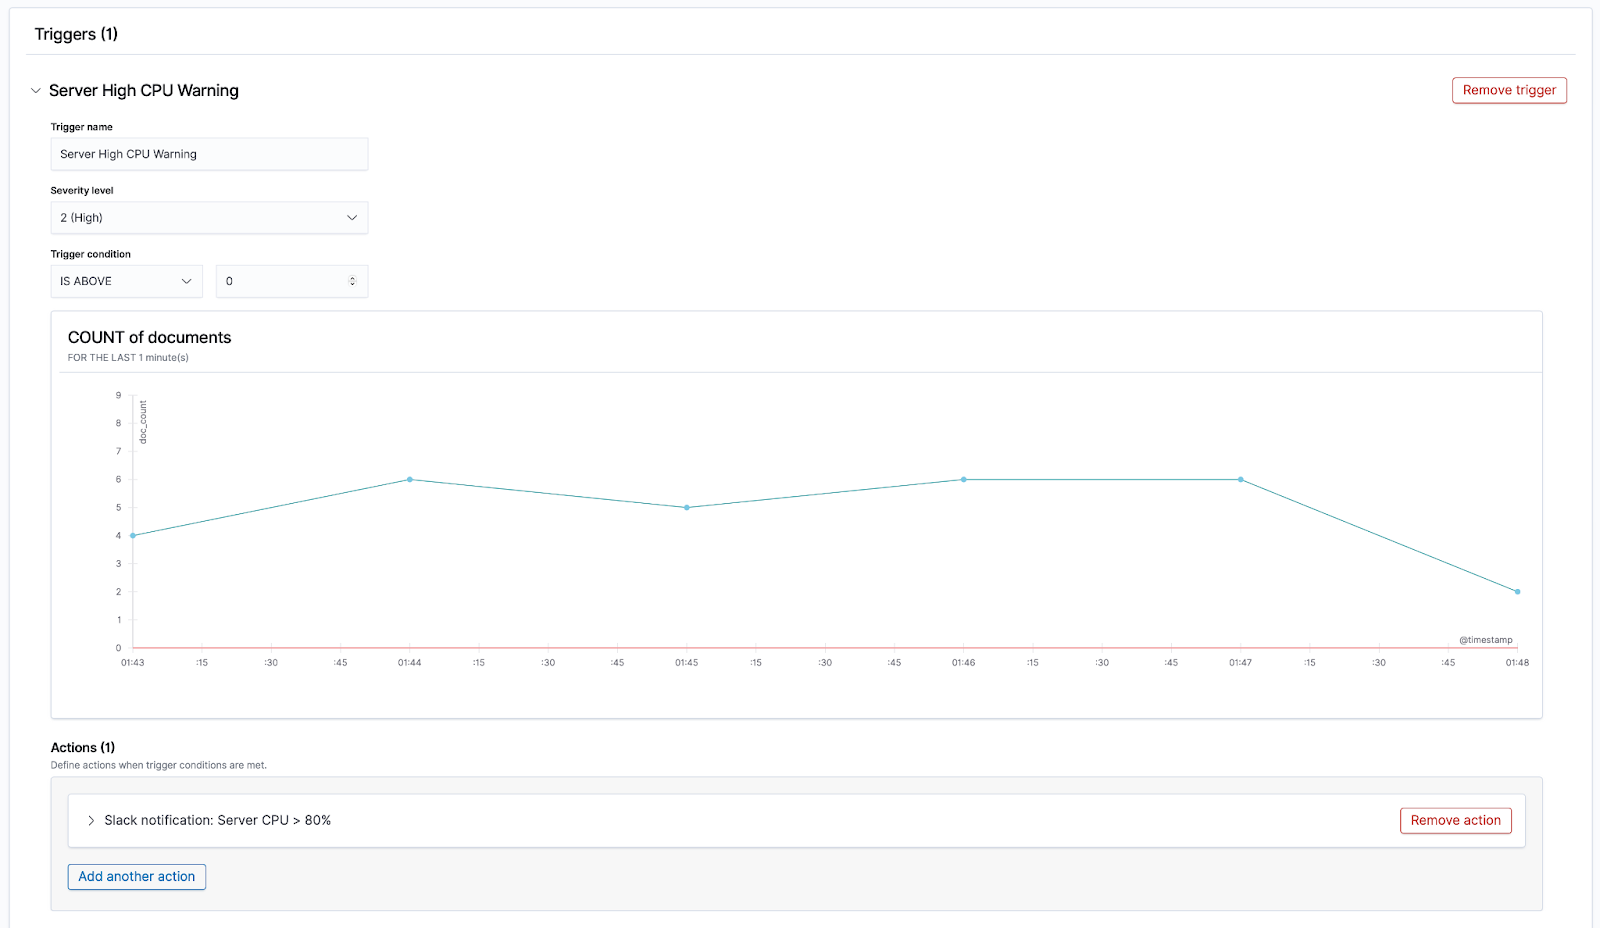 Triggers (1)
Server High CPU Warning
Remove trigger
Trigger name
Server High CPU Warning
Severity level
2 (High)
Trigger condition
IS ABOVE 0
COUNT of documents
FOR THE LAST 1 minute(s)
9
8
7
6
5
4
3
2
1
0
doc_count
@timestamp
01:43 :15 :30 :45 01:44 :15 :30 :45 01:45 :15 :30 :45 01:46 :15 :30 :45 01:47 :15 :30 :45 01:48
Actions (1)
Define actions when trigger conditions are met.
Slack notification: Server CPU > 80%
Remove action
Add another action